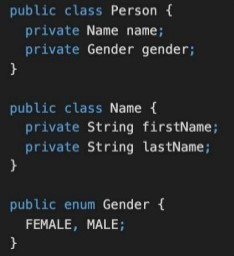 public class Person {
  private Name name;
  private Gender gender;
}

public class Name {
  private String firstName;
  private String lastName;
}

public enum Gender {
  FEMALE, MALE;
}